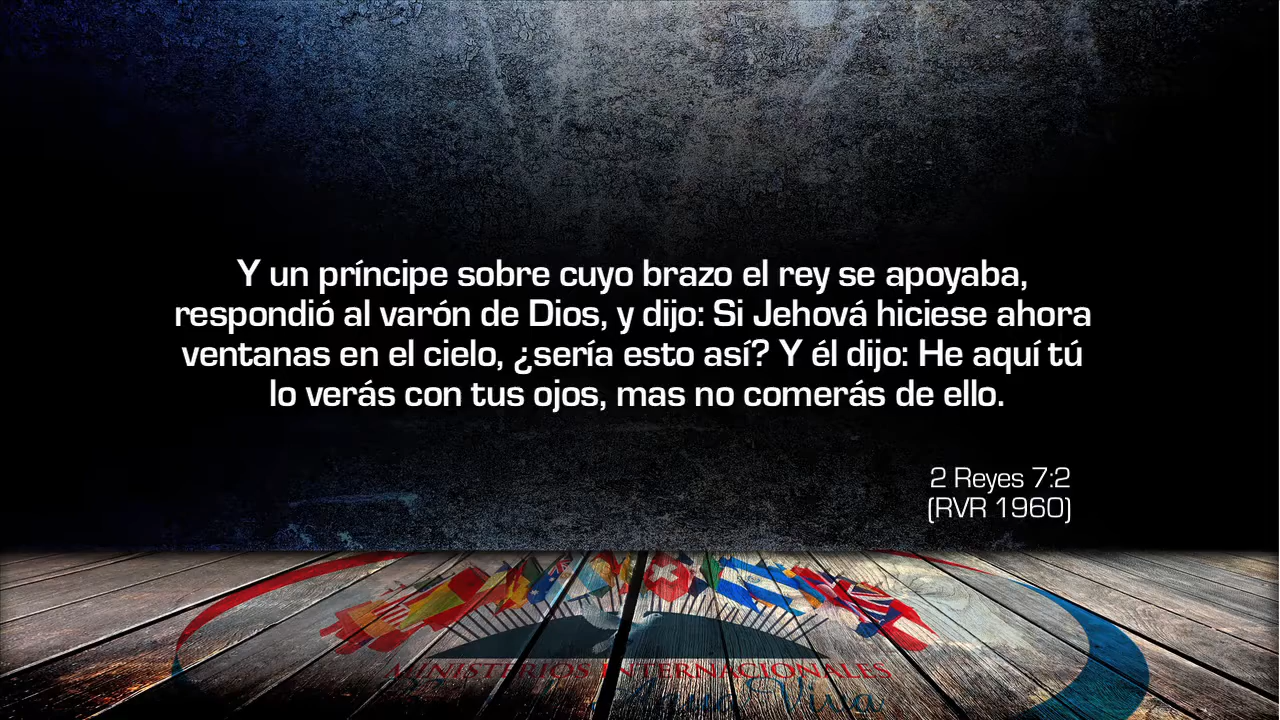 Y un príncipe sobre cuyo brazo el rey se apoyaba,
respondió al varón de Dios, y dijo: Si Jehová hiciese ahora
ventanas en el cielo, ¿sería esto así? Y él dijo: He aquí tú
lo verás con tus ojos, mas no comerás de ello.
2 Reyes 7:2
(RVR 1960)
MINISTERIOS INTERNACIONALES
Viva